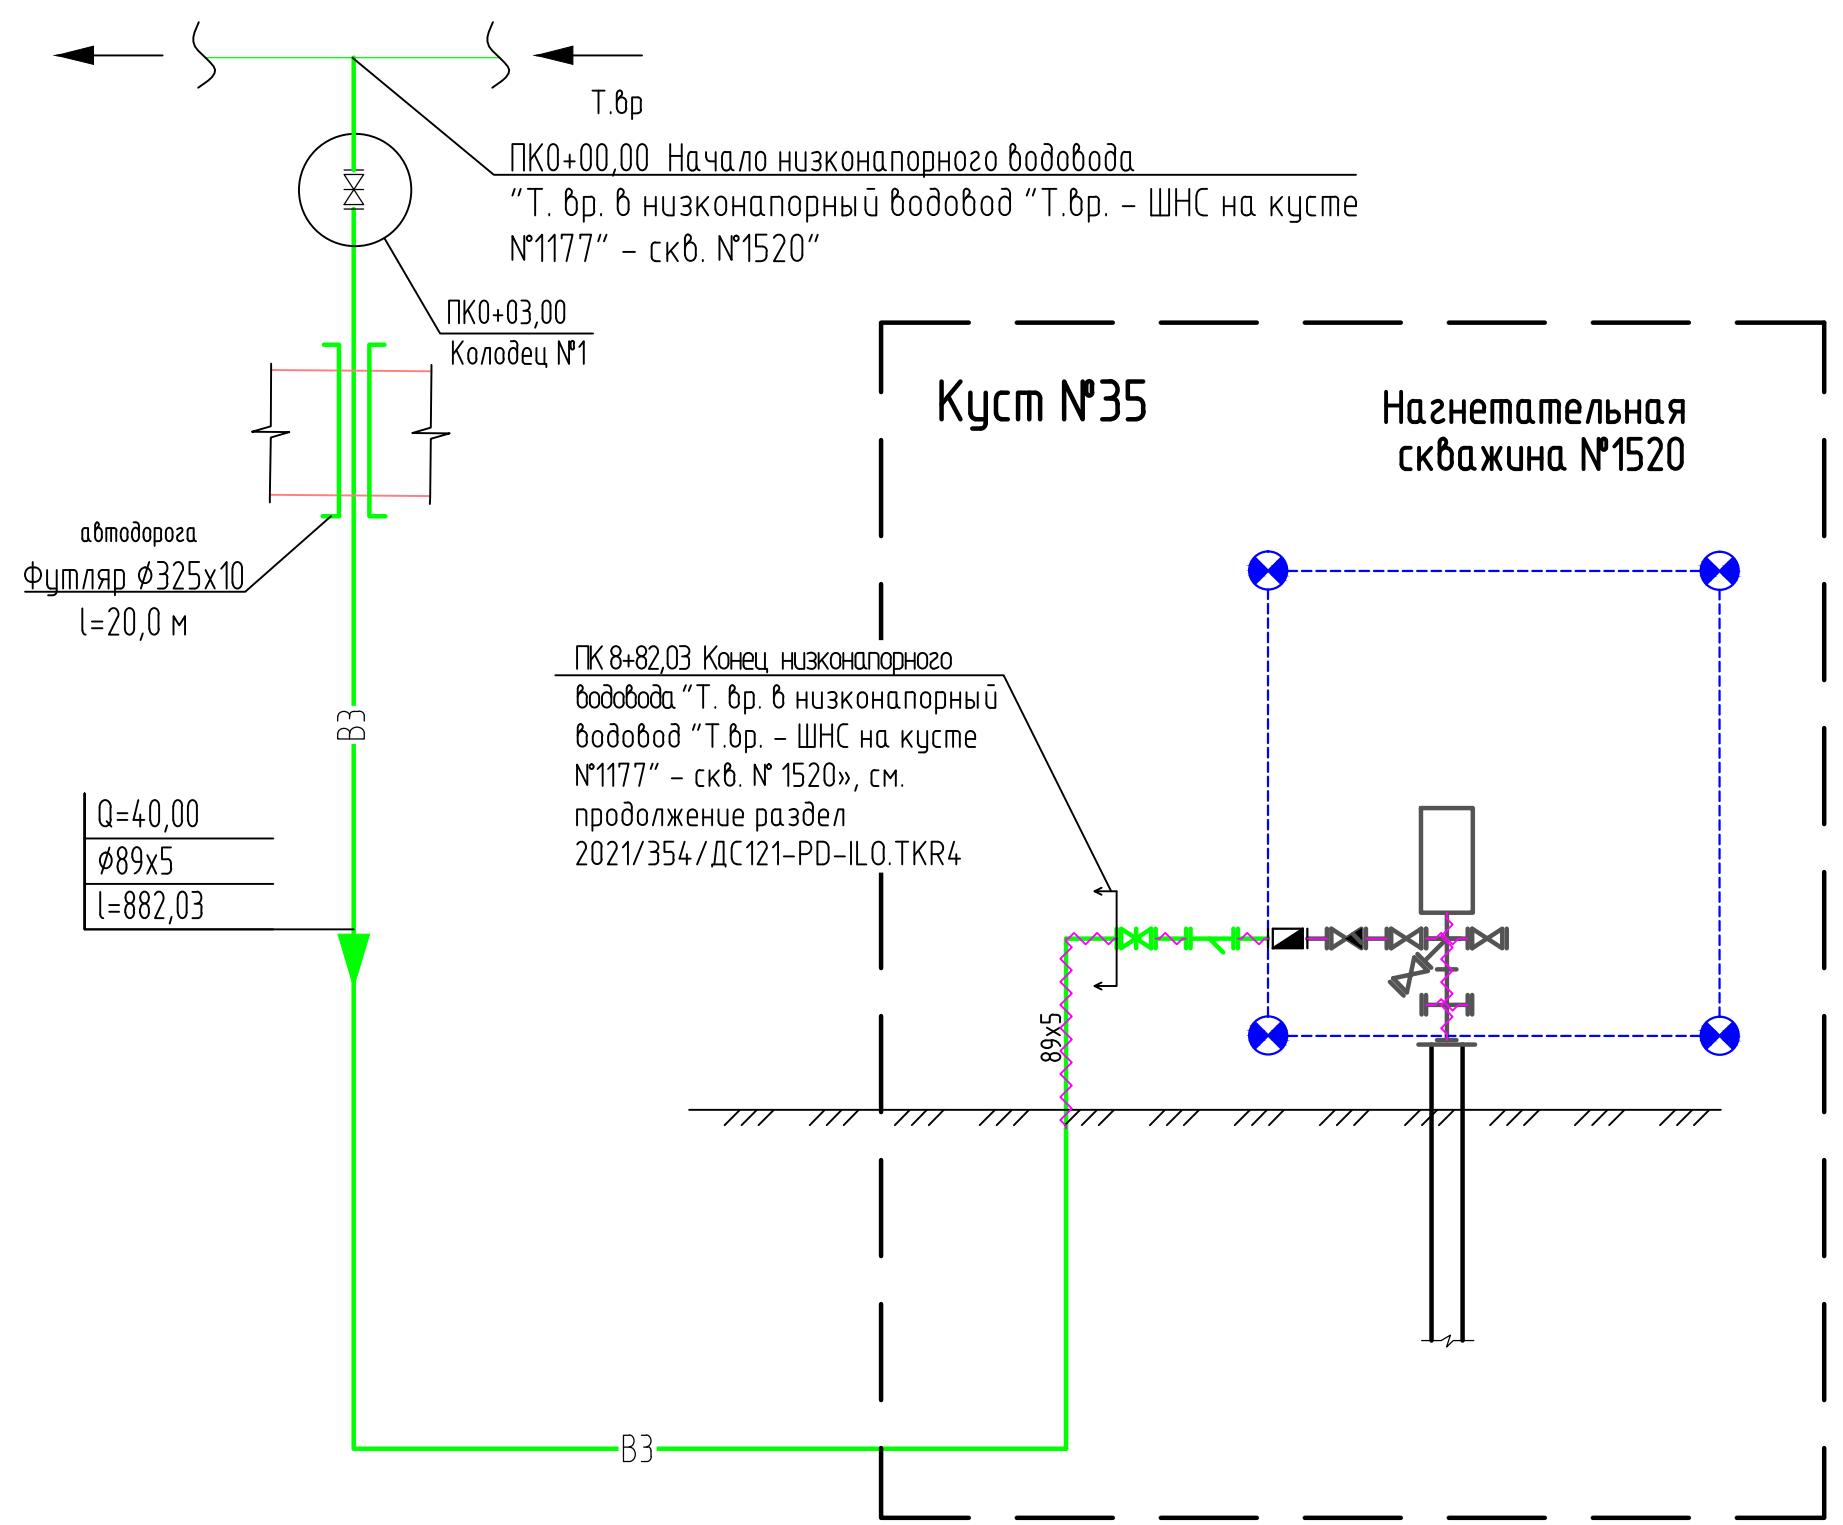 Т.вр
ПК0+00,00 Начало низконапорного водовода
"Т. вр. в низконапорный водовод "Т.вр. - ШНС на кусте
№1177" - скв. №1520"
ПК0+03,00
Колодец №1
Куст №35
Нагнетательная
скважина №1520
автодорога
Футляр ϕ325x10
l=20,0 м
ПК 8+82,03 Конец низконапорного
водовода "Т. вр. в низконапорный
водовод "Т.вр. - ШНС на кусте
№1177" - скв. № 1520», см.
продолжение раздел
2021/354/ДС121-PD-ILO.TKR4
В3
Q=40,00
ϕ89x5
l=882,03
89x5
В3